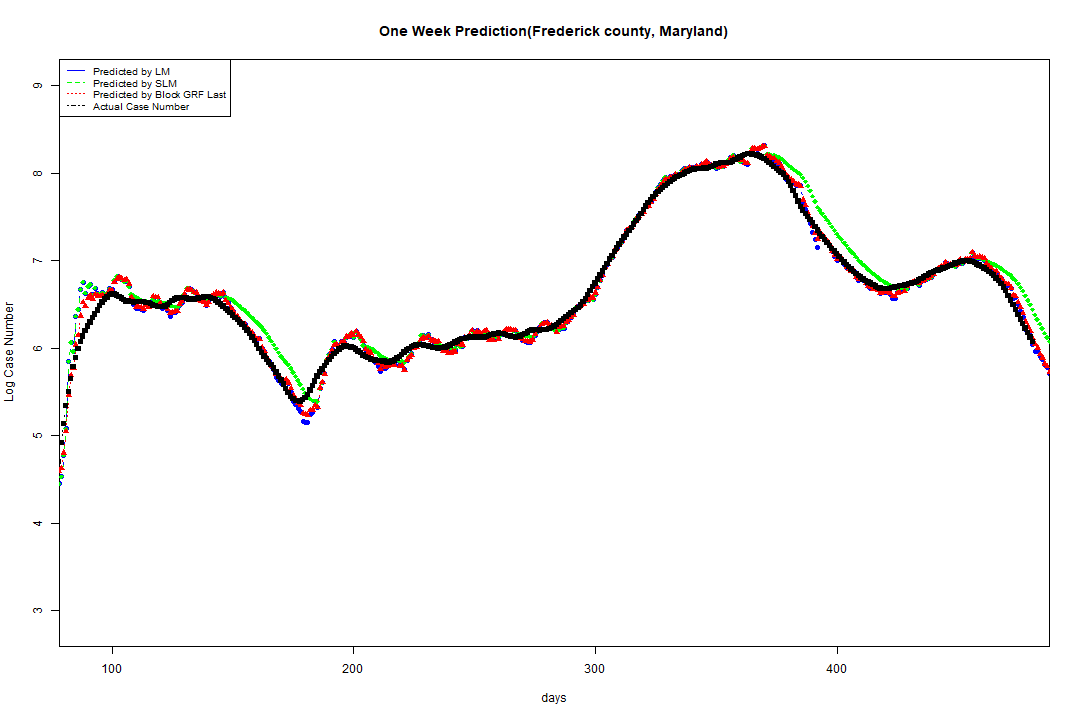 One Week Prediction(Frederick county, Maryland)
Predicted by LM
Predicted by SLM
Predicted by Block GRF Last
Actual Case Number
9
8
7
6
5
4
3
Log Case Number
100 200 300 400
days